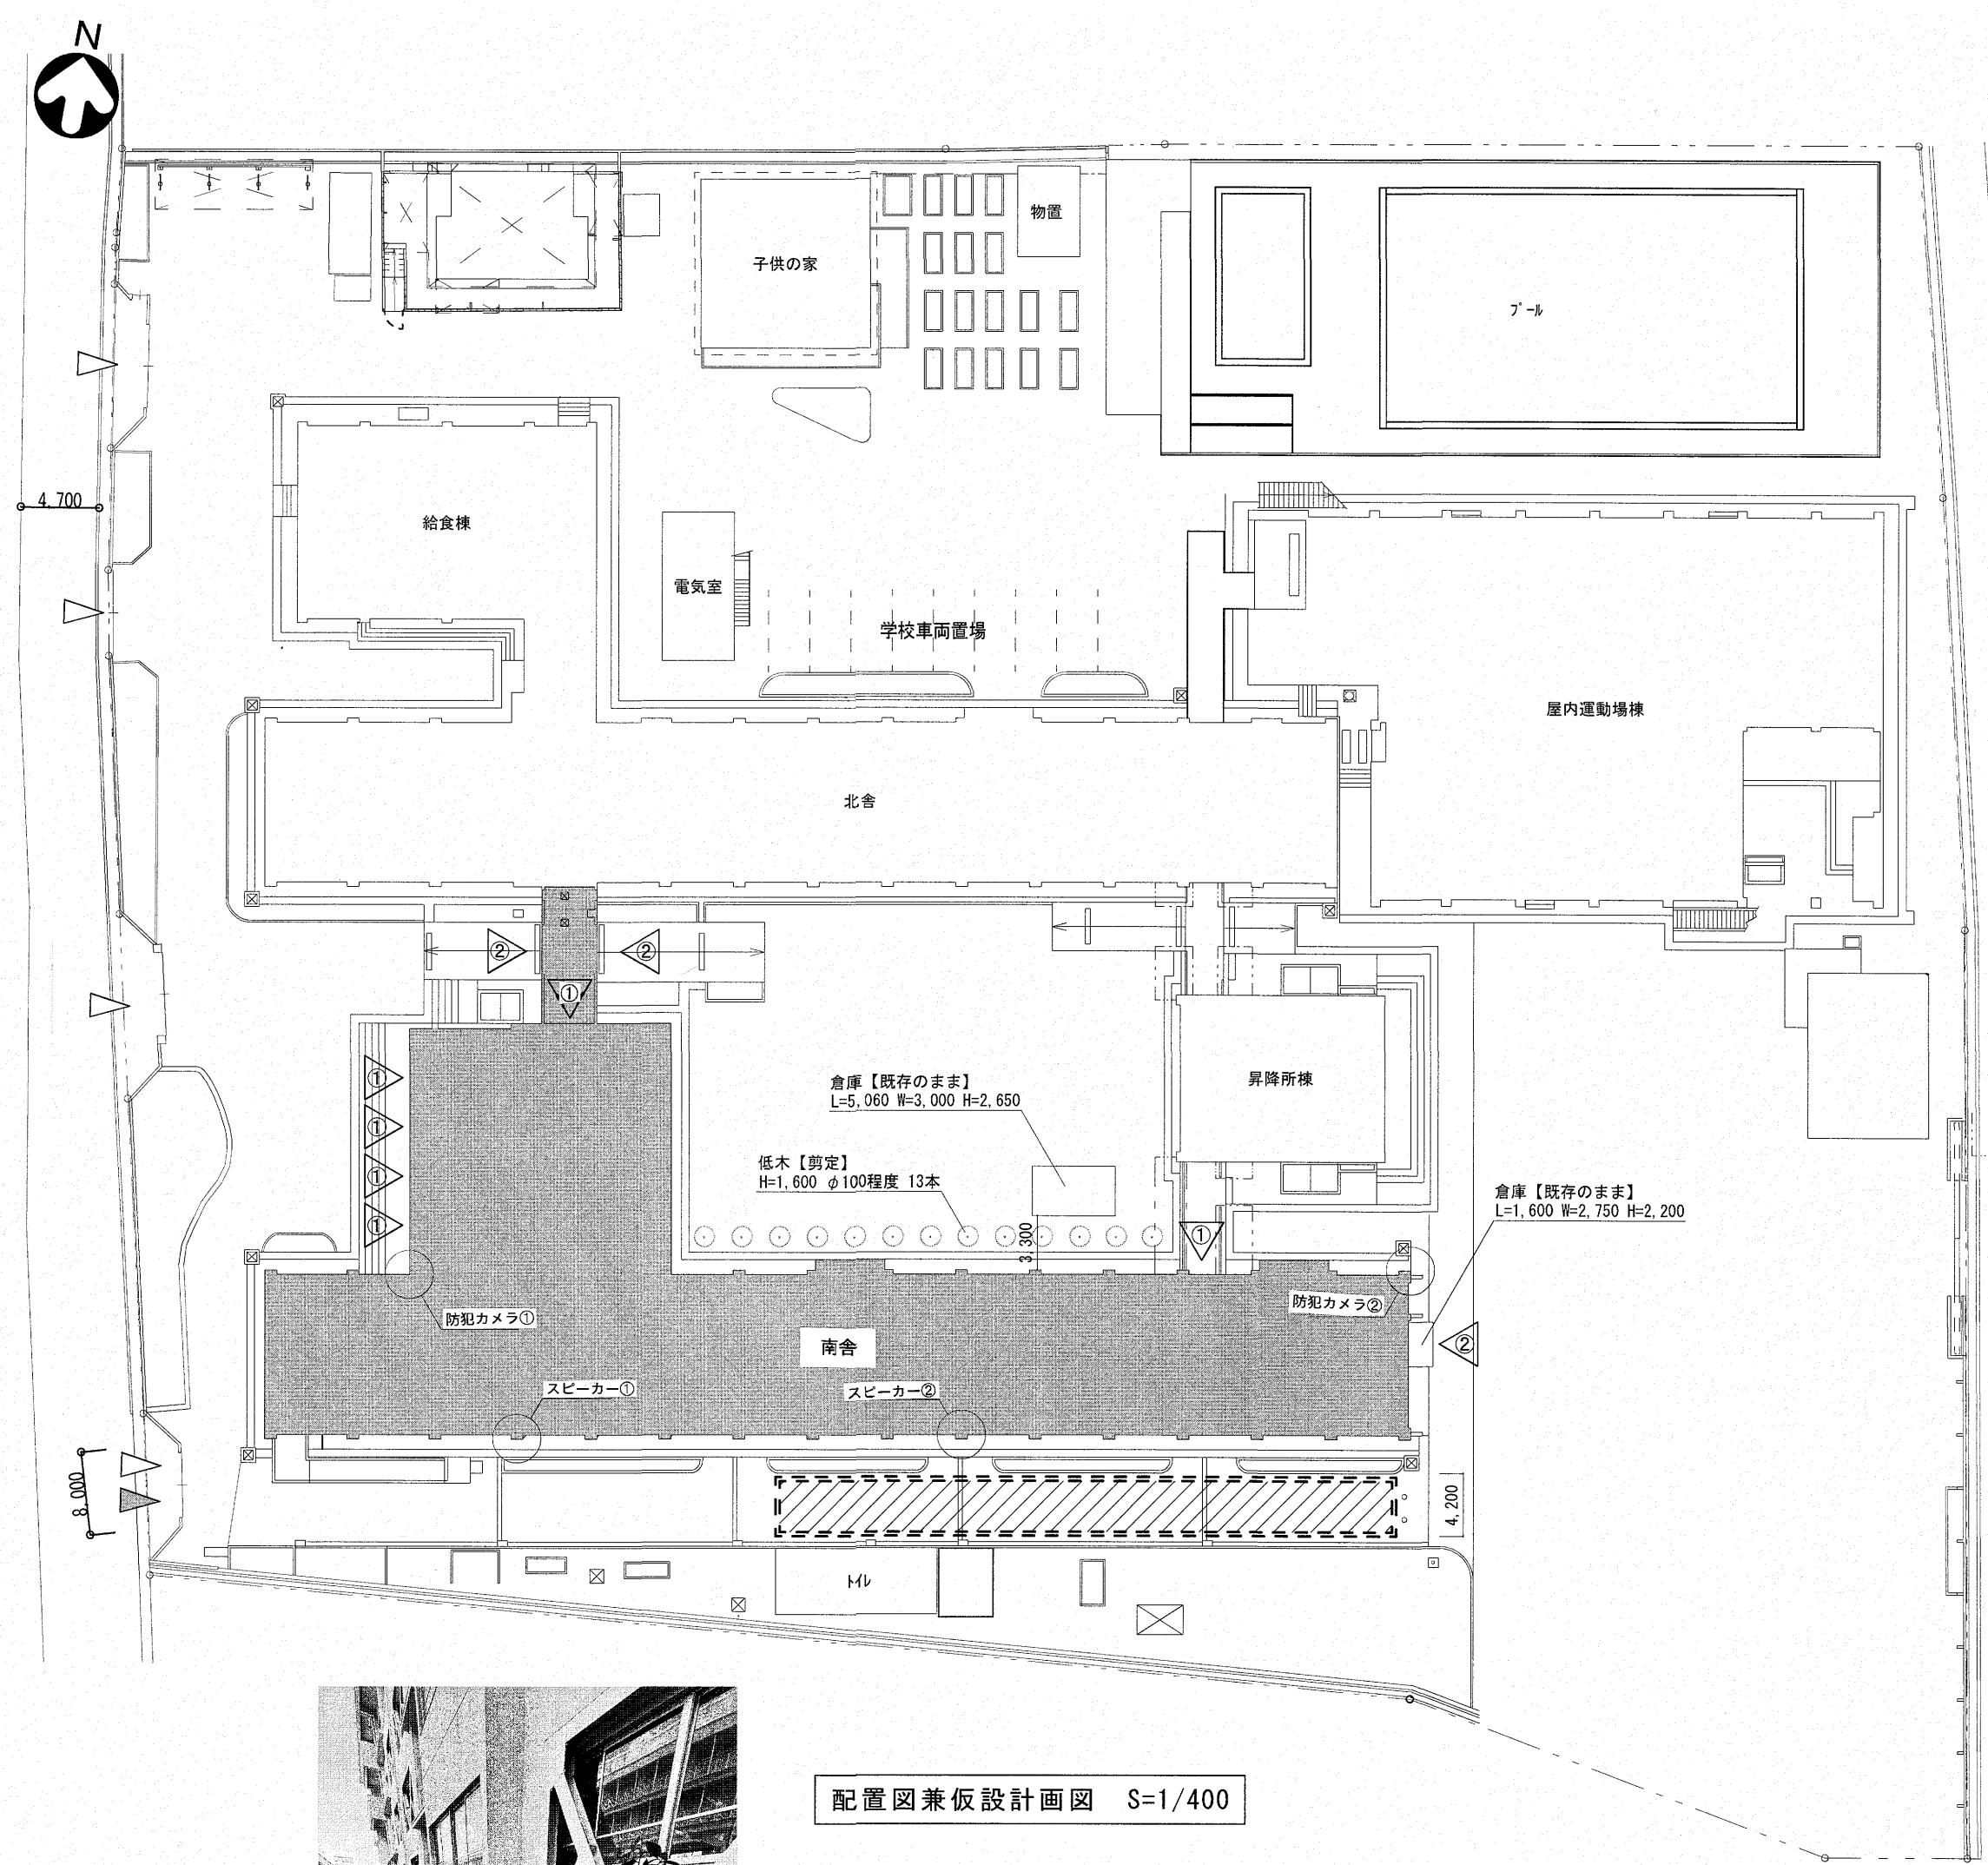 N
物置
子供の家
プール
4,700
給食棟
電気室
学校車両置場
屋内運動場棟
北舎
②
②
①
倉庫【既存のまま】
L=5,060 W=3,000 H=2,650
昇降所棟
①
①
①
①
低木【剪定】
H=1,600 φ100程度 13本
倉庫【既存のまま】
L=1,600 W=2,750 H=2,200
3,300
①
防犯カメラ①
防犯カメラ②
南舎
②
スピーカー①
スピーカー②
8,000
4,200
トイレ
配置図兼仮設計画図 S=1/400